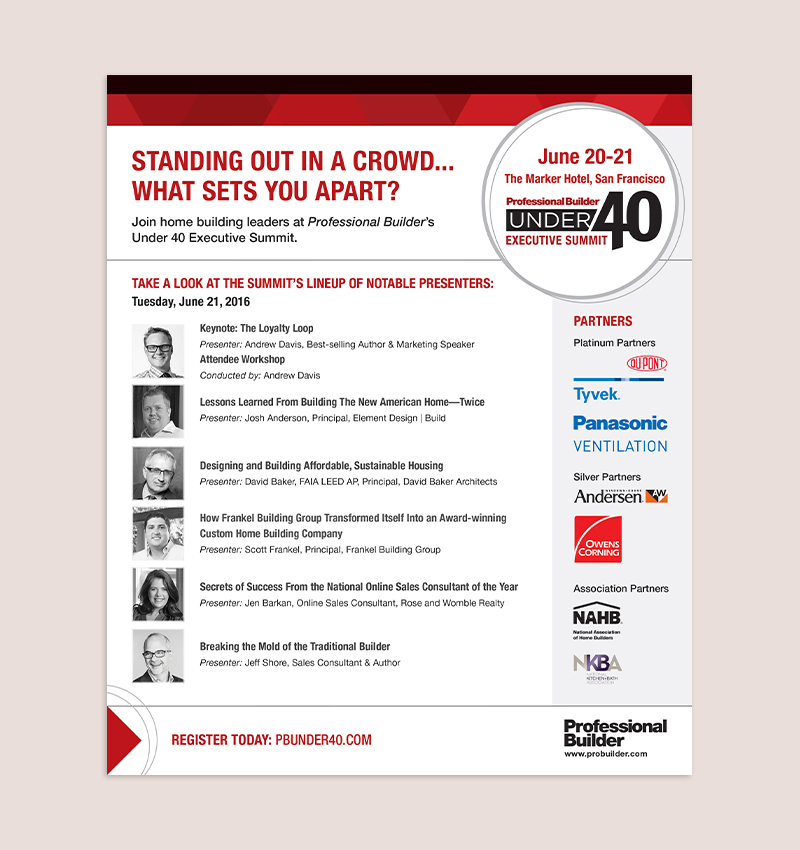 STANDING OUT IN A CROWD...
WHAT SETS YOU APART?
Join home building leaders at Professional Builder's
Under 40 Executive Summit.
June 20-21
The Marker Hotel, San Francisco
Professional Builder
UNDER 40
EXECUTIVE SUMMIT
TAKE A LOOK AT THE SUMMIT'S LINEUP OF NOTABLE PRESENTERS:
Tuesday, June 21, 2016
Keynote: The Loyalty Loop
Presenter: Andrew Davis, Best-selling Author & Marketing Speaker
Attendee Workshop
Conducted by: Andrew Davis
Lessons Learned From Building The New American Home—Twice
Presenter: Josh Anderson, Principal, Element Design | Build
Designing and Building Affordable, Sustainable Housing
Presenter: David Baker, FAIA LEED AP, Principal, David Baker Architects
How Frankel Building Group Transformed Itself Into an Award-winning
Custom Home Building Company
Presenter: Scott Frankel, Principal, Frankel Building Group
Secrets of Success From the National Online Sales Consultant of the Year
Presenter: Jen Barkan, Online Sales Consultant, Rose and Womble Realty
Breaking the Mold of the Traditional Builder
Presenter: Jeff Shore, Sales Consultant & Author
PARTNERS
Platinum Partners
DUPONT
Tyvek.
Panasonic
VENTILATION
Silver Partners
WINDOWS • DOORS
Andersen AW
OWENS
CORNING
Association Partners
NAHB
National Association
of Home Builders
NKBA
NATIONAL
KITCHEN+BATH
ASSOCIATION
REGISTER TODAY: PBUNDER40.COM
Professional
Builder
www.probuilder.com